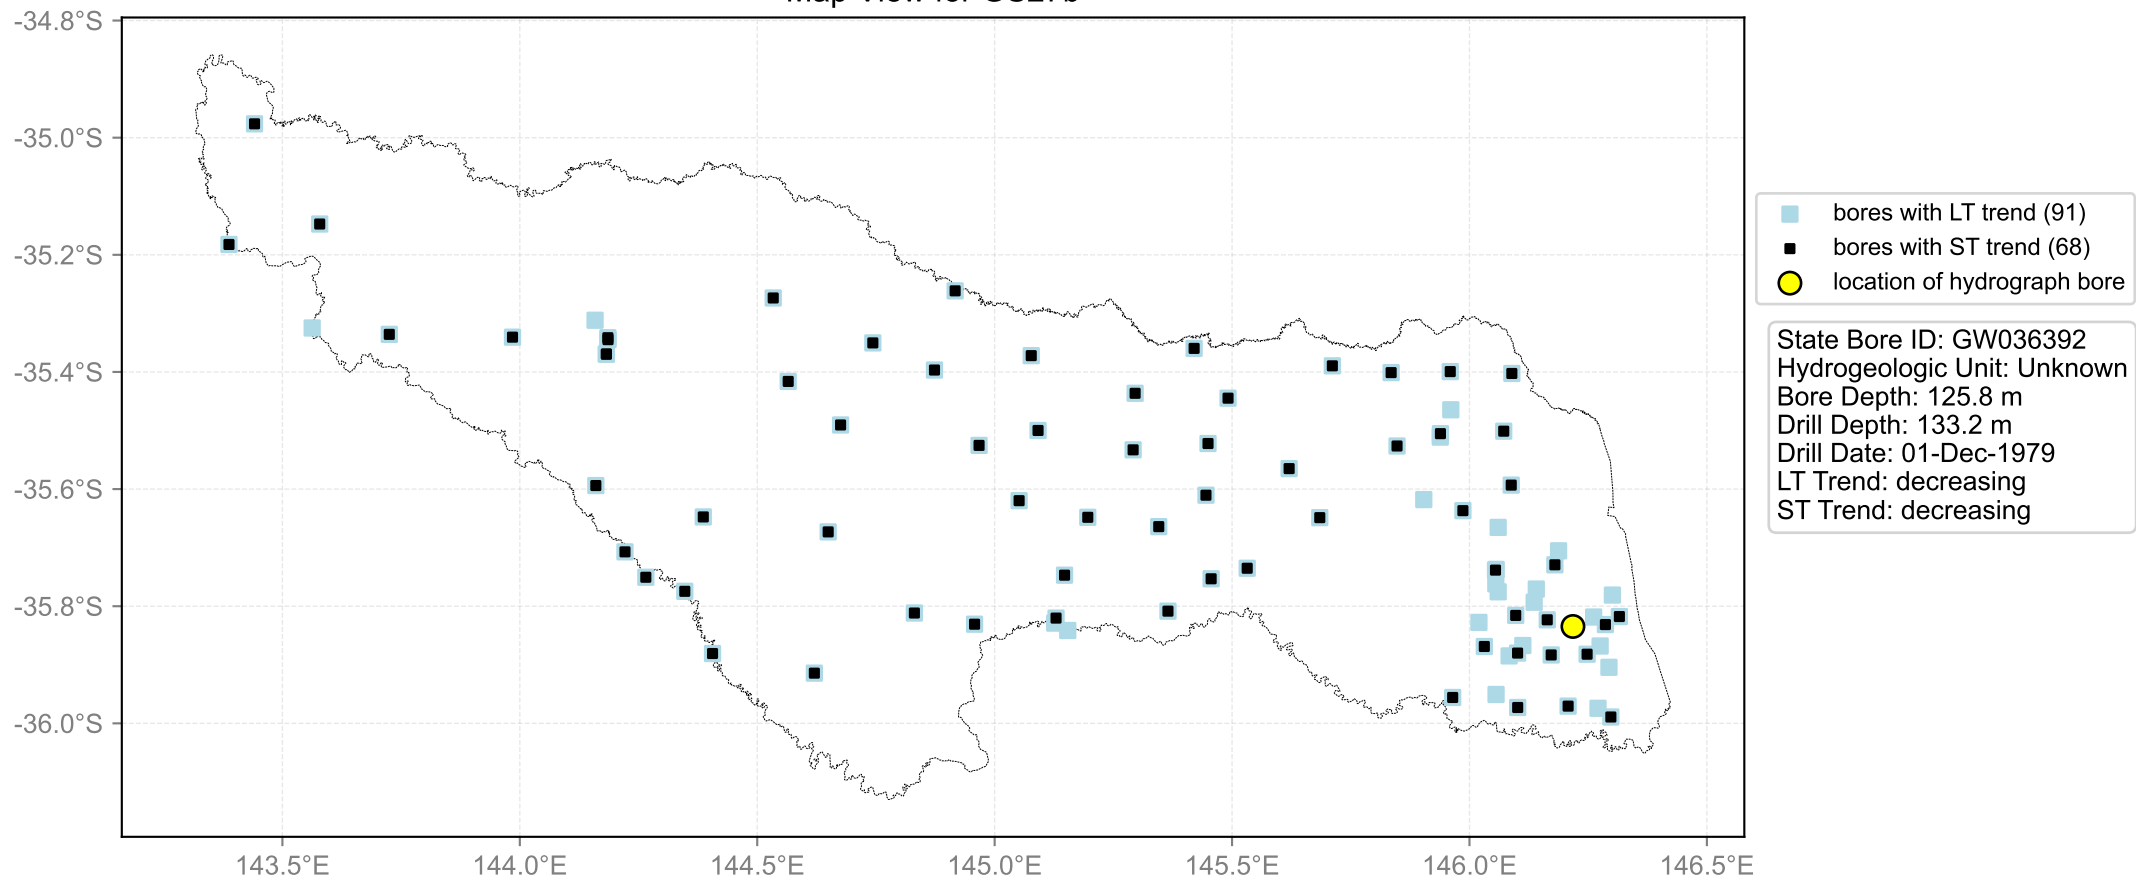 -34.8°S
-35.0°S
-35.2°S
-35.4°S
-35.6°S
-35.8°S
-36.0°S
143.5°E
144.0°E
144.5°E
145.0°E
145.5°E
146.0°E
146.5°E
bores with LT trend (91)
bores with ST trend (68)
location of hydrograph bore
State Bore ID: GW036392
Hydrogeologic Unit: Unknown
Bore Depth: 125.8 m
Drill Depth: 133.2 m
Drill Date: 01-Dec-1979
LT Trend: decreasing
ST Trend: decreasing